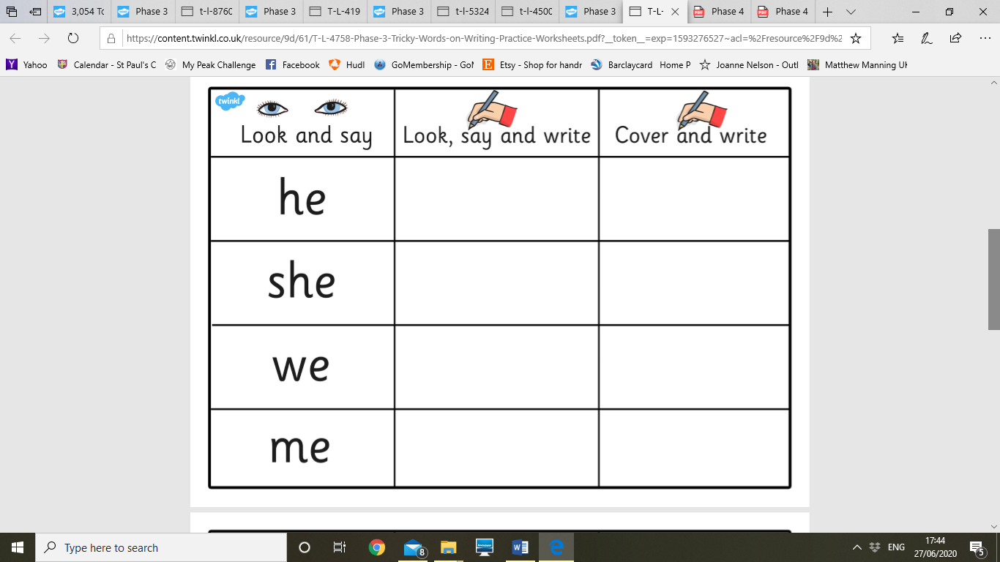 3,054 To
Phase 3
t-l-8760
Phase 3
T-L-419
Phase 3
t-l-5324
t-l-4500
Phase 3
T-L-
Phase 4
Phase 4
https://content.twinkl.co.uk/resource/9d/61/T-L-4758-Phase-3-Tricky-Words-on-Writing-Practice-Worksheets.pdf?__token__=exp=1593276527~acl=%2Fresource%2F9d%2
Yahoo
Calendar - St Paul's C
My Peak Challenge
Facebook
Hudl
GoMembership - Gol
Etsy - Shop for handr
Barclaycard
Home P
Joanne Nelson - Outl
Matthew Manning UK
twinkl
Look and say
Look, say and write
Cover and write
he
she
we
me
Type here to search
8
ENG
17:44
27/06/2020
5